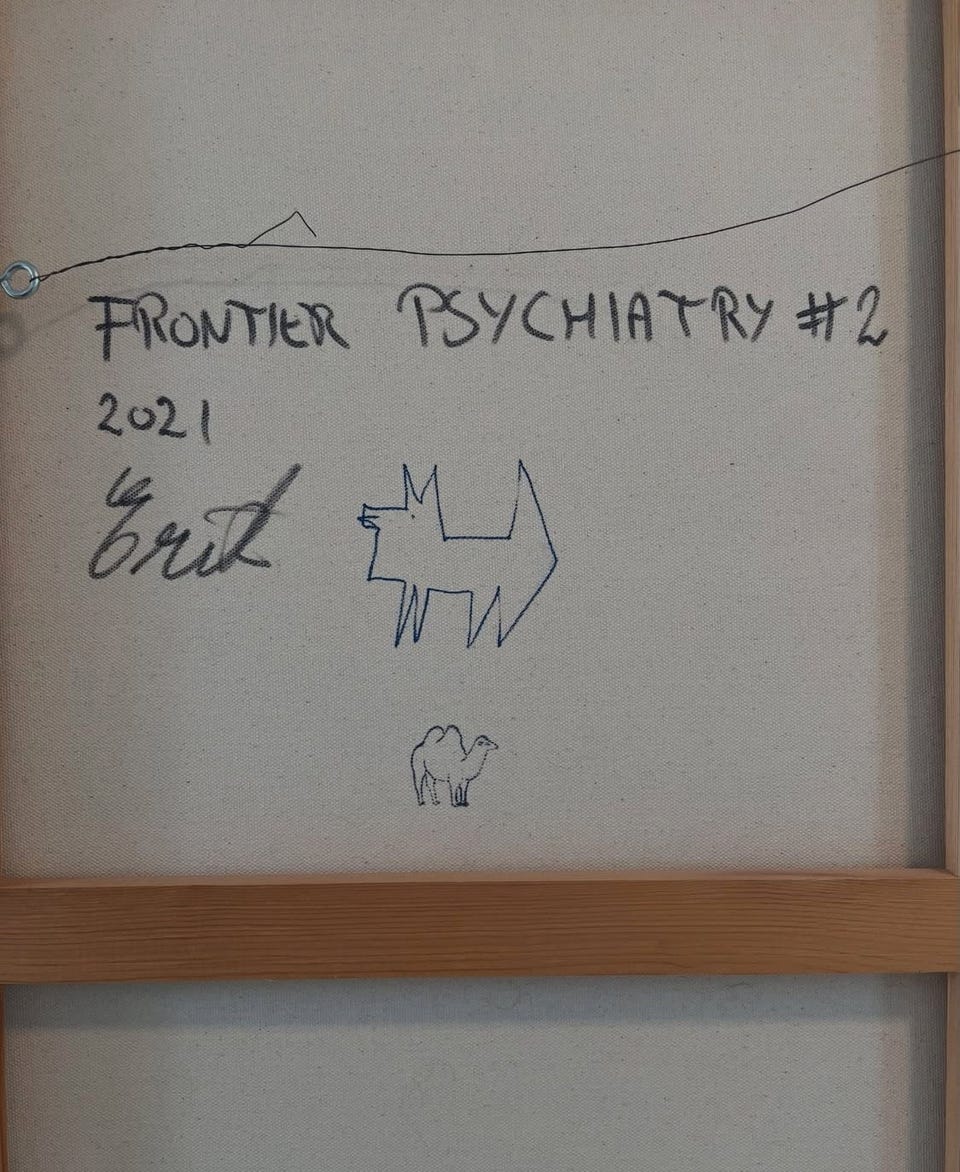 FRONTIER PSYCHIATRY #2
2021
Erik